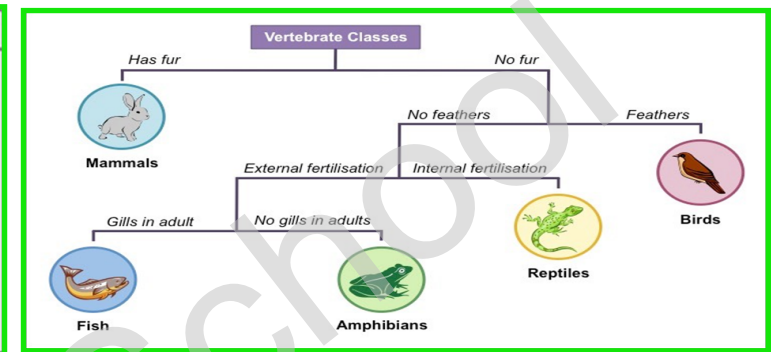 Vertebrate Classes
Has fur
No fur
No feathers
Feathers
Mammals
External fertilisation
Internal fertilisation
Birds
Gills in adult
No gills in adults
Reptiles
Fish
Amphibians
school